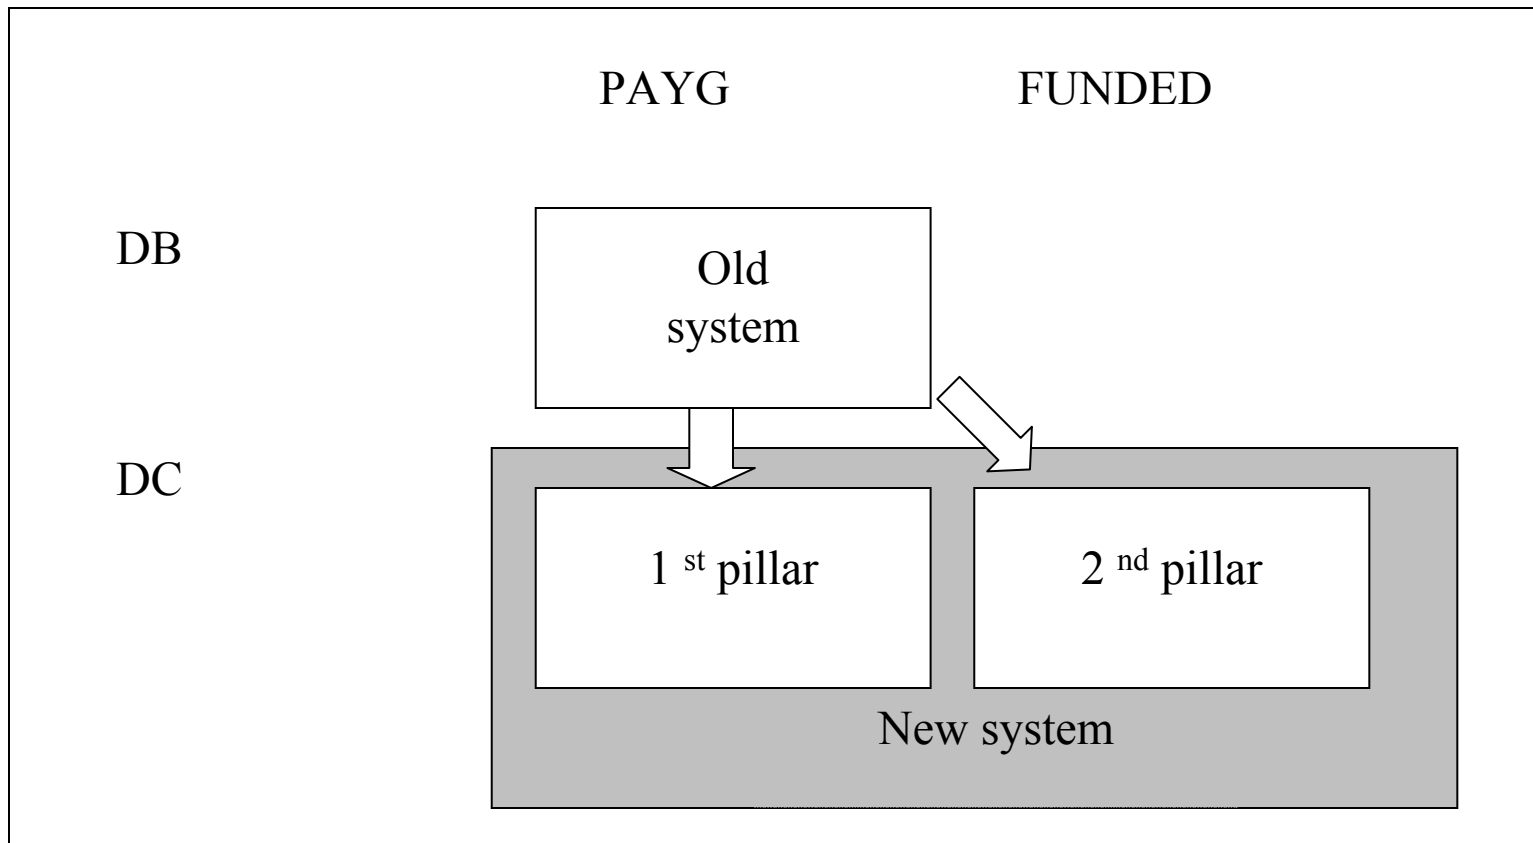 PAYG FUNDED
DB
Old
system
DC
1 st pillar
2 nd pillar
New system